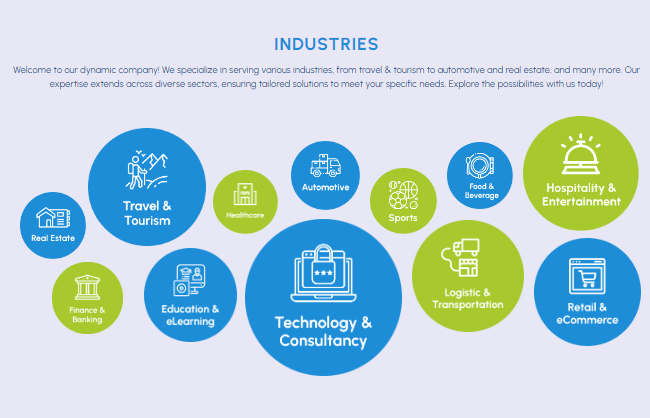 INDUSTRIES
Welcome to our dynamic company! We specialize in serving various industries, from travel & tourism to automotive and real estate, and many more. Our
expertise extends across diverse sectors, ensuring tailored solutions to meet your specific needs. Explore the possibilities with us today!
Real Estate
Travel &
Tourism
Healthcare
Automotive
Sports
Food &
Beverage
Hospitality &
Entertainment
Finance &
Banking
Education &
eLearning
Technology &
Consultancy
Logistic &
Transportation
Retail &
eCommerce